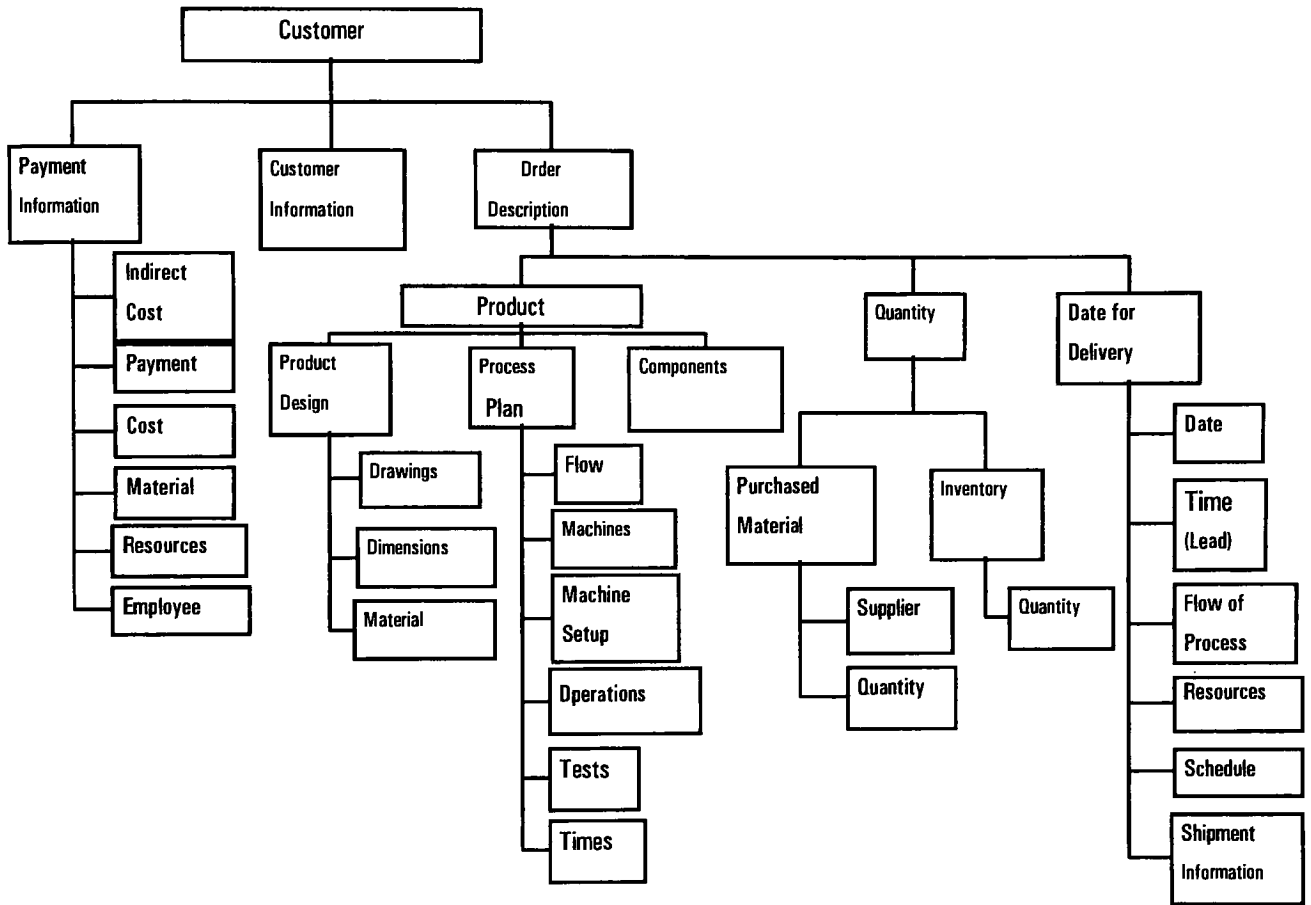 Customer
Payment
Information
Customer
Information
Drder
Description
Indirect
Cost
Payment
Cost
Material
Resources
Employee
Product
Product
Design
Drawings
Dimensions
Material
Process
Plan
Flow
Machines
Machine
Setup
Dperations
Tests
Times
Components
Quantity
Purchased
Material
Supplier
Quantity
Inventory
Quantity
Date for
Delivery
Date
Time
(Lead)
Flow of
Process
Resources
Schedule
Shipment
Information